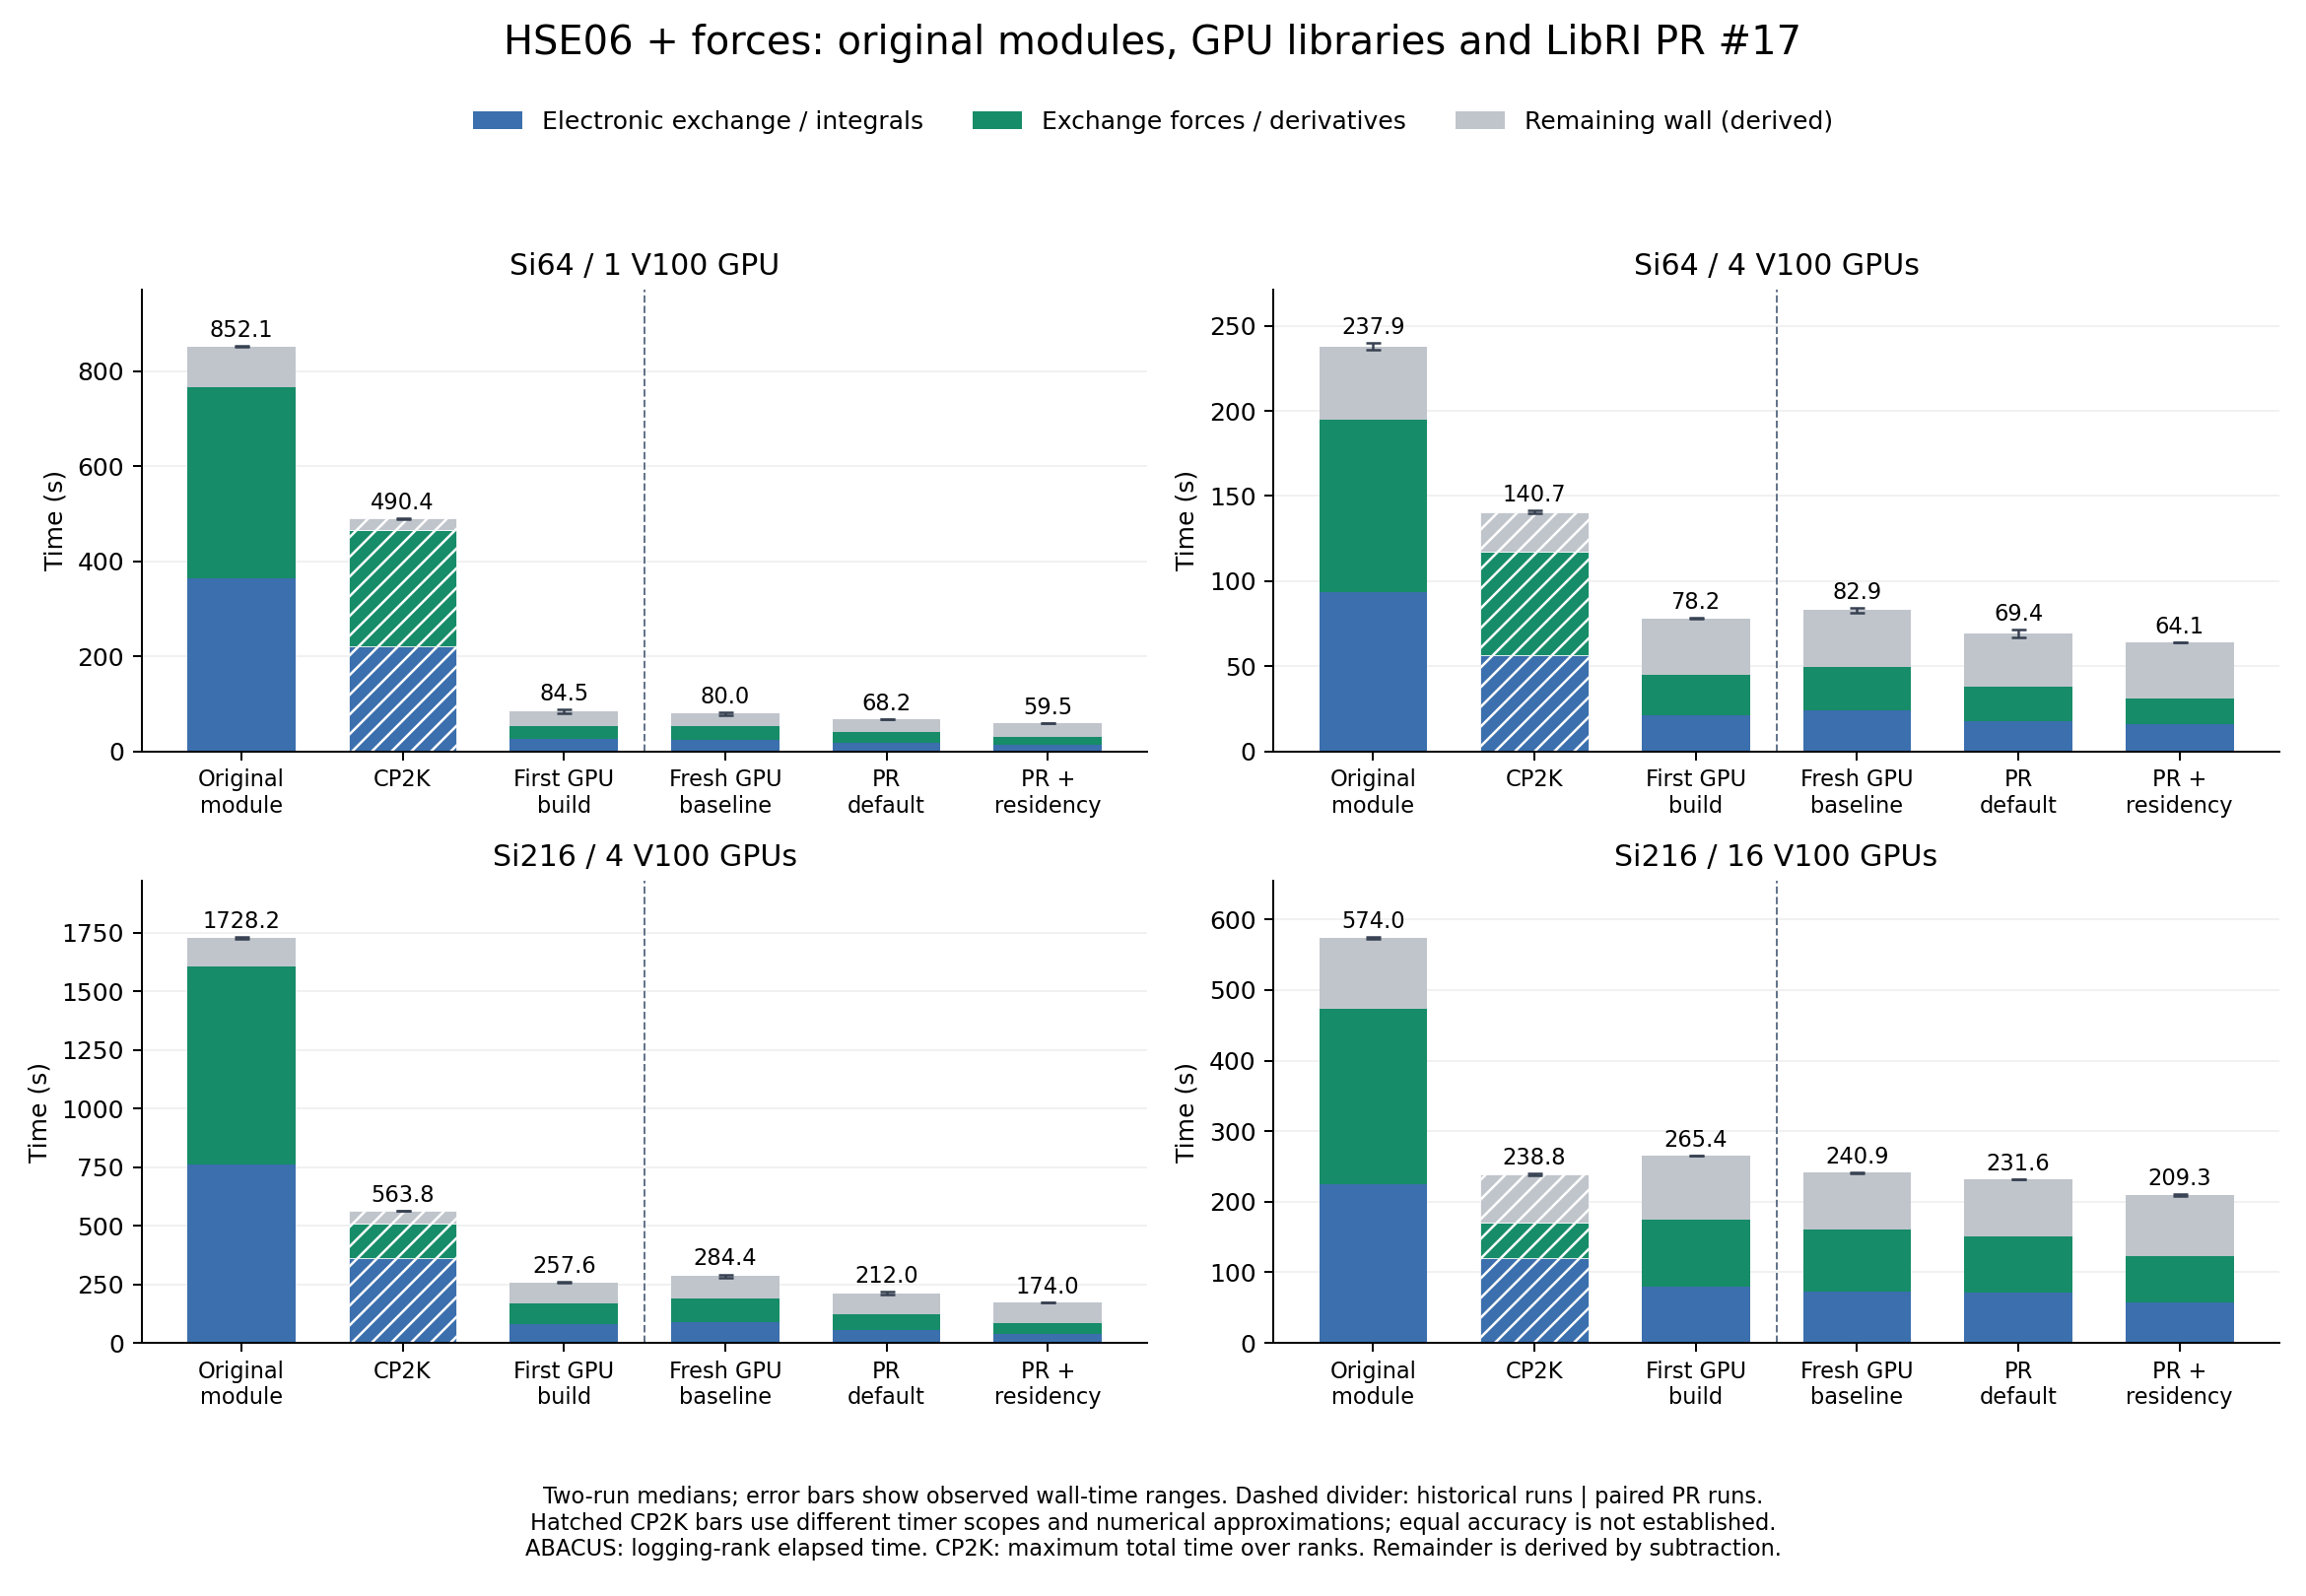 HSE06 + forces: original modules, GPU libraries and LibRI PR #17
Electronic exchange / integrals
Exchange forces / derivatives
Remaining wall (derived)
Si64 / 1 V100 GPU
Time (s)
800
600
400
200
0
852.1
490.4
84.5
80.0
68.2
59.5
Original
module
CP2K
First GPU
build
Fresh GPU
baseline
PR
default
PR +
residency
Si64 / 4 V100 GPUs
Time (s)
250
200
150
100
50
0
237.9
140.7
78.2
82.9
69.4
64.1
Original
module
CP2K
First GPU
build
Fresh GPU
baseline
PR
default
PR +
residency
Si216 / 4 V100 GPUs
Time (s)
1750
1500
1250
1000
750
500
250
0
1728.2
563.8
257.6
284.4
212.0
174.0
Original
module
CP2K
First GPU
build
Fresh GPU
baseline
PR
default
PR +
residency
Si216 / 16 V100 GPUs
Time (s)
600
500
400
300
200
100
0
574.0
238.8
265.4
240.9
231.6
209.3
Original
module
CP2K
First GPU
build
Fresh GPU
baseline
PR
default
PR +
residency
Two-run medians; error bars show observed wall-time ranges. Dashed divider: historical runs | paired PR runs.
Hatched CP2K bars use different timer scopes and numerical approximations; equal accuracy is not established.
ABACUS: logging-rank elapsed time. CP2K: maximum total time over ranks. Remainder is derived by subtraction.